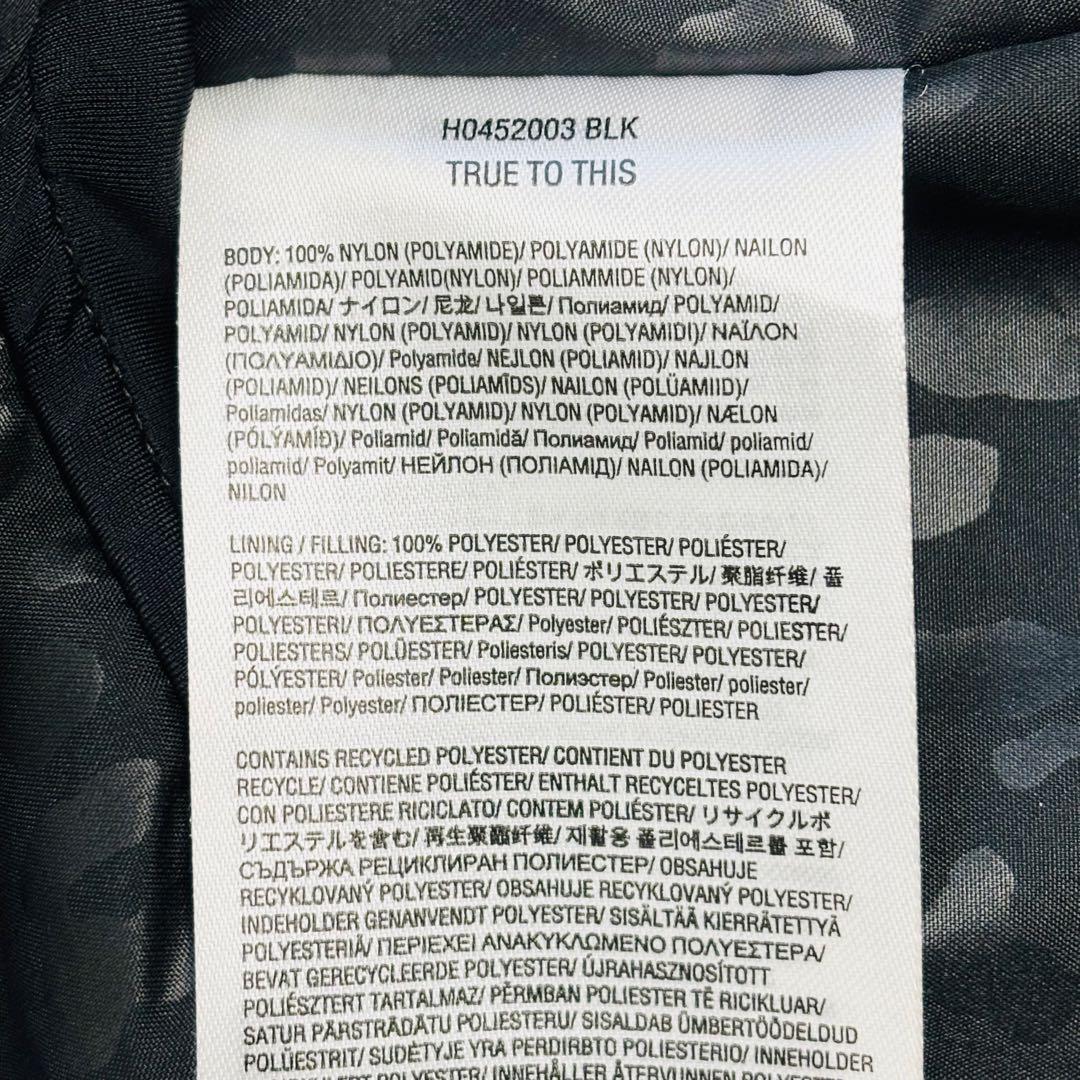 H0452003 BLK
TRUE TO THIS
BODY: 100% NYLON (POLYAMIDE)/ POLYAMIDE (NYLON)/ NAILON
(POLIAMIDA)/ POLYAMID(NYLON)/ POLIAMMIDE (NYLON)/
POLIAMIDA/ ナイロン/ 尼龙/ 나일론/ Полиамид/ POLYAMID/
POLYAMID/ NYLON (POLYAMID)/ NYLON (POLYAMIDI)/ ΝΑΪΛΟΝ
(ΠΟΛΥΑΜΙΔΙΟ)/ Polyamide/ NEJLON (POLIAMID)/ NAJLON
(POLIAMID)/ NEILONS (POLIAMĪDS)/ NAILON (POLÜAMIID)/
Poliamidas/ NYLON (POLYAMID)/ NYLON (POLYAMID)/ NÆLON
(PÓLÝAMÍÐ)/ Poliamid/ Poliamidă/ Полиамид/ Poliamid/ poliamid/
poliamid/ Polyamit/ НЕЙЛОН (ПОЛІАМІД)/ NAILON (POLIAMIDA)/
NILON
LINING / FILLING: 100% POLYESTER/ POLYESTER/ POLIÉSTER/
POLYESTER/ POLIESTERE/ POLIÉSTER/ ポリエステル/ 聚脂纤维/ 폴
리에스테르/ Полиестер/ POLYESTER/ POLYESTER/ POLYESTER/
POLYESTERI/ ΠΟΛΥΕΣΤΕΡΑΣ/ Polyester/ POLIÉSZTER/ POLIESTER/
POLIESTERS/ POLÜESTER/ Poliesteris/ POLYESTER/ POLYESTER/
PÓLÝESTER/ Poliester/ Poliester/ Полиэстер/ Poliester/ poliester/
poliester/ Polyester/ ПОЛІЕСТЕР/ POLIÉSTER/ POLIESTER
CONTAINS RECYCLED POLYESTER/ CONTIENT DU POLYESTER
RECYCLE/ CONTIENE POLIÉSTER/ ENTHALT RECYCELTES POLYESTER/
CON POLIESTERE RICICLATO/ CONTEM POLIÉSTER/ リサイクルポ
リエステルを含む/ 再生聚酯纤维/ 재활용 폴리에스테르를 포함/
СЪДЪРЖА РЕЦИКЛИРАН ПОЛИЕСТЕР/ OBSAHUJE
RECYKLOVANÝ POLYESTER/ OBSAHUJE RECYKLOVANÝ POLYESTER/
INDEHOLDER GENANVENDT POLYESTER/ SISÄLTÄÄ KIERRÄTETTYÄ
POLYESTERIÄ/ ΠΕΡΙΕΧΕΙ ΑΝΑΚΥΚΛΩΜΕΝΟ ΠΟΛΥΕΣΤΕΡΑ/
BEVAT GERECYCLEERDE POLYESTER/ ÚJRAHASZNOSÍTOTT
POLIÉSZTERT TARTALMAZ/ PËRMBAN POLIESTER TË RICIKLUAR/
SATUR PĀRSTRĀDĀTU POLIESTERU/ SISALDAB ÜMBERTÖÖDELDUD
POLÜESTRIT/ SUDĖTYJE YRA PERDIRBTO POLIESTERIO/ INNEHOLDER
POLYESTER/ INNEHÅLLER ÅTERVUNNEN POLYESTER/